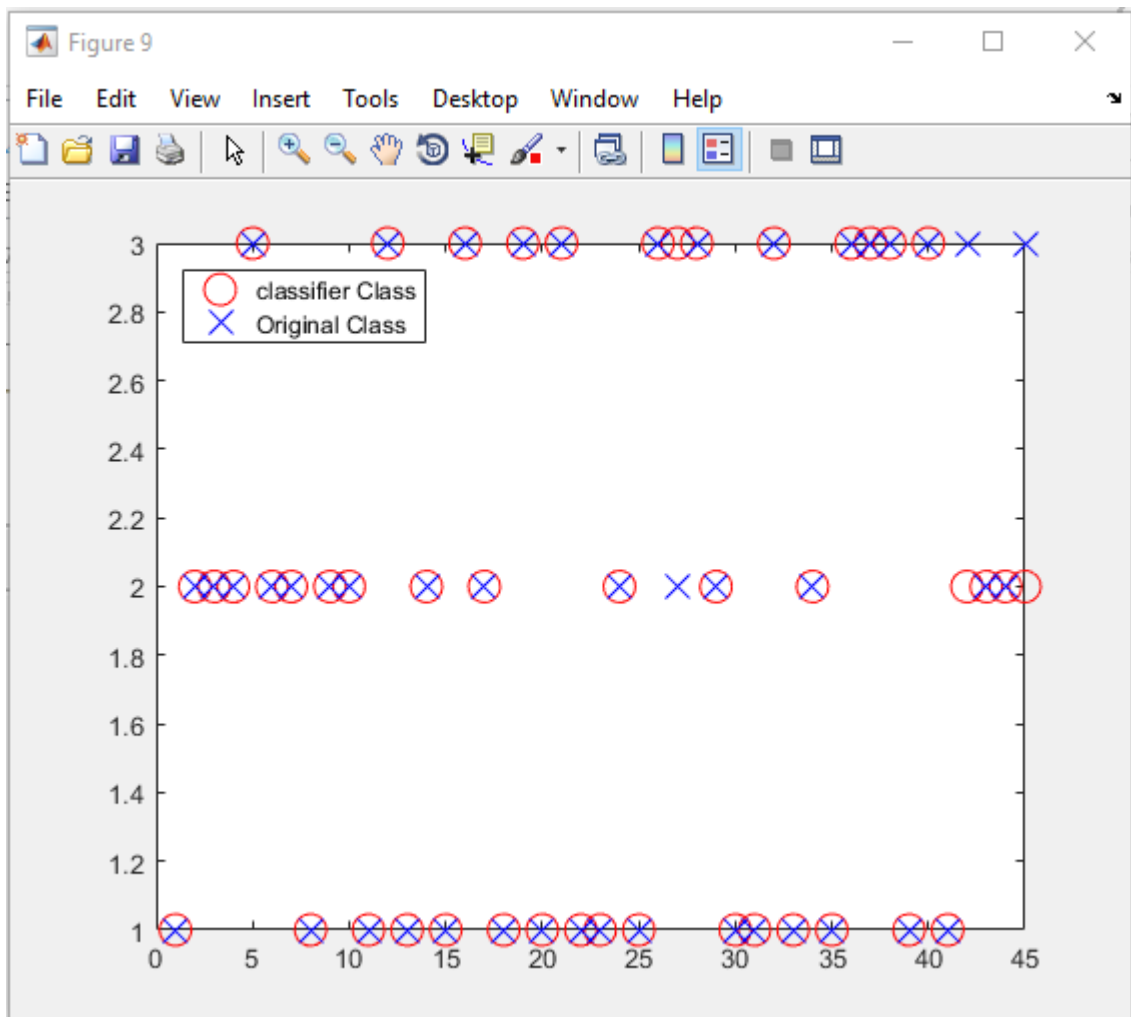 Figure 9
File Edit View Insert Tools Desktop Window Help
3
classifier Class
2.8
Original Class
2.6
2.4
2.2
2
1.8
1.6
1.4
1.2
1
0 5 10 15 20 25 30 35 40 45